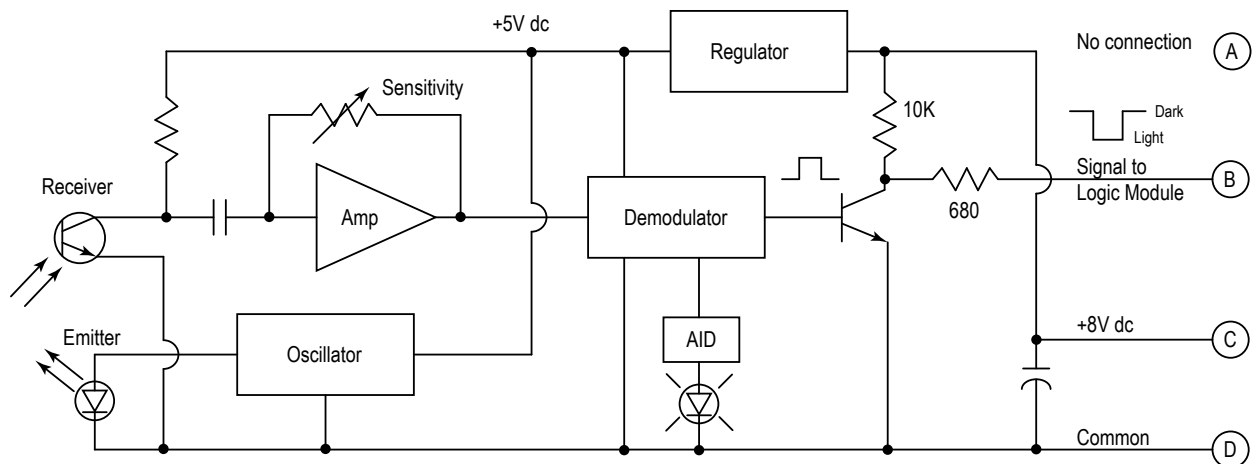 +5V dc
Regulator
No connection
A
Sensitivity
10K
Dark
Light
Receiver
Amp
Demodulator
680
Signal to
Logic Module
B
Emitter
Oscillator
AID
+8V dc
C
Common
D